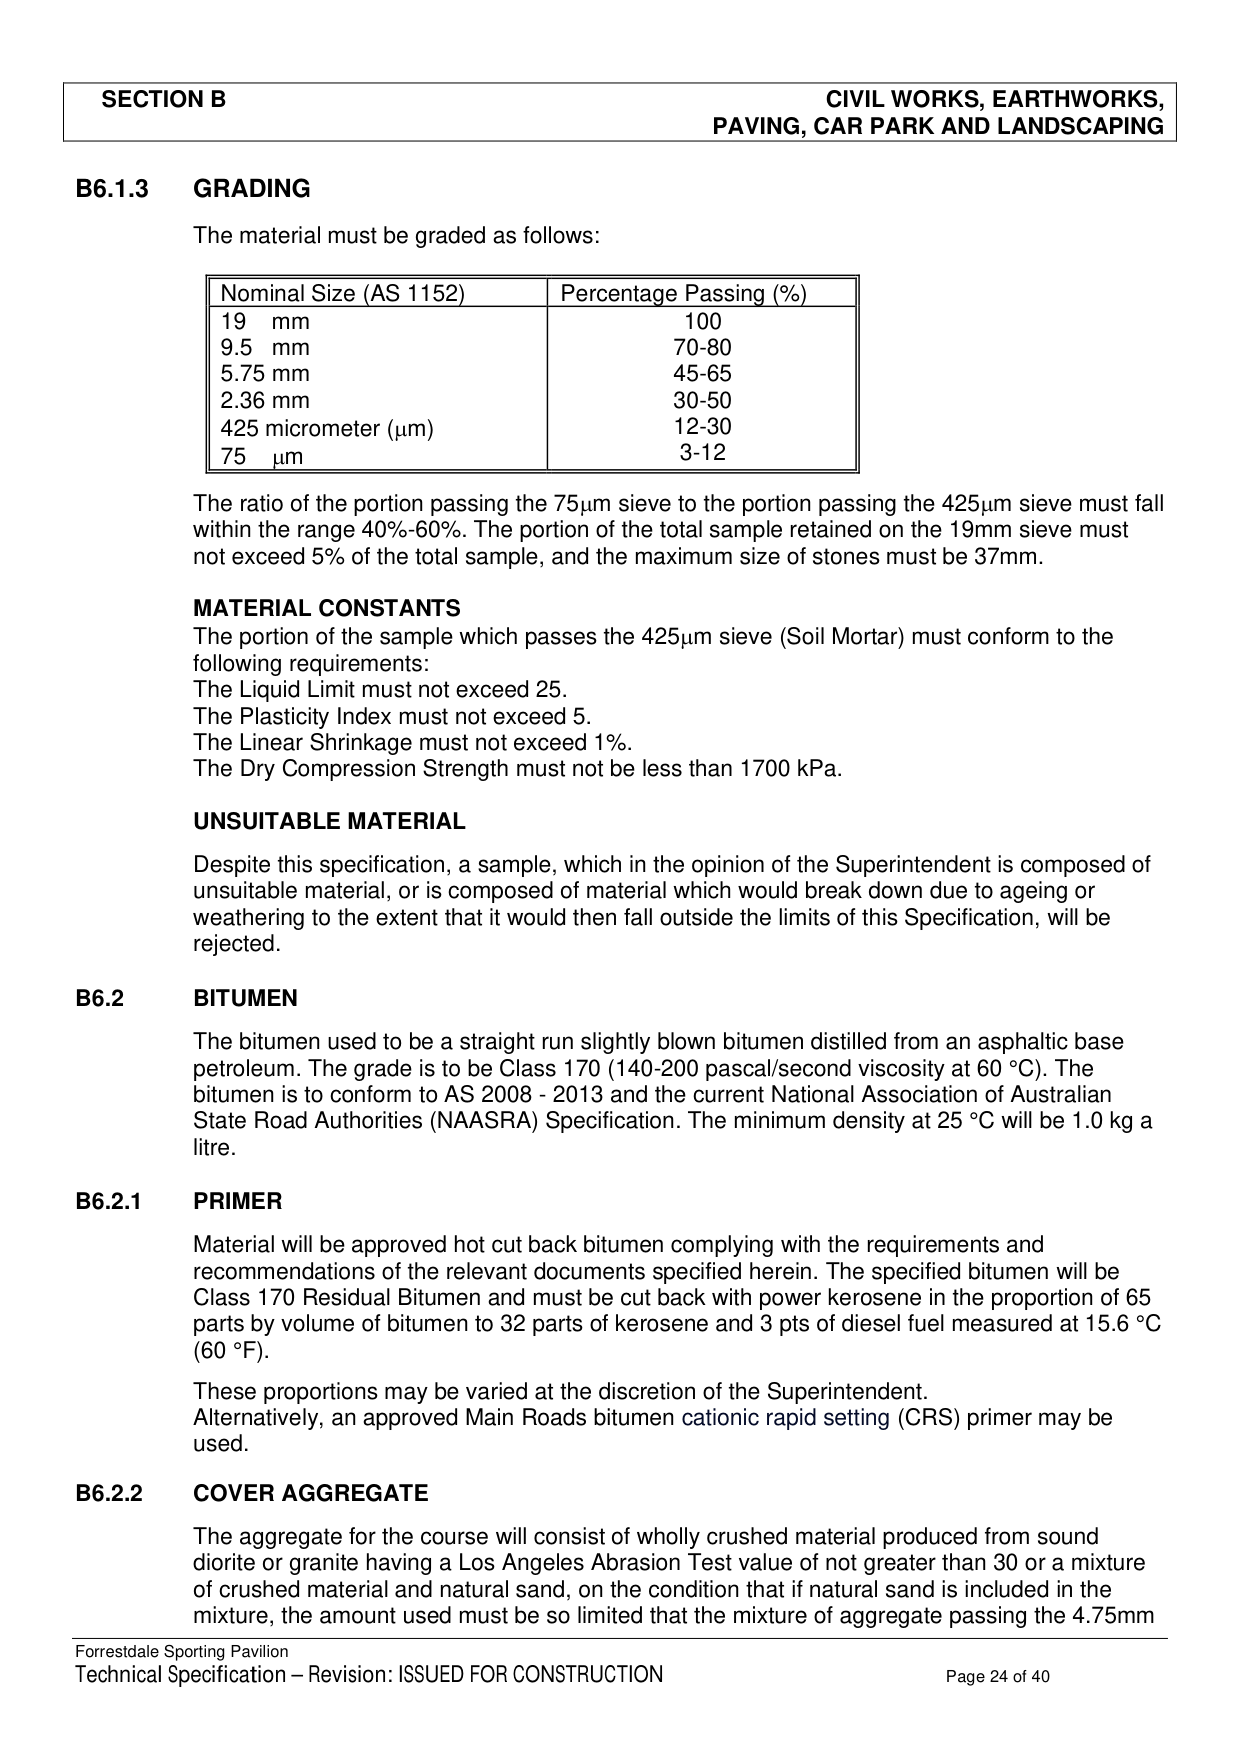 SECTION B CIVIL WORKS, EARTHWORKS,
PAVING, CAR PARK AND LANDSCAPING
B6.1.3 GRADING
The material must be graded as follows:
Nominal Size (AS 1152) Percentage Passing (%)
19 mm 100
9.5 mm 70-80
5.75 mm 45-65
2.36 mm 30-50
425 micrometer (μm) 12-30
75 μm 3-12
The ratio of the portion passing the 75μm sieve to the portion passing the 425μm sieve must fall
within the range 40%-60%. The portion of the total sample retained on the 19mm sieve must
not exceed 5% of the total sample, and the maximum size of stones must be 37mm.
MATERIAL CONSTANTS
The portion of the sample which passes the 425μm sieve (Soil Mortar) must conform to the
following requirements:
The Liquid Limit must not exceed 25.
The Plasticity Index must not exceed 5.
The Linear Shrinkage must not exceed 1%.
The Dry Compression Strength must not be less than 1700 kPa.
UNSUITABLE MATERIAL
Despite this specification, a sample, which in the opinion of the Superintendent is composed of
unsuitable material, or is composed of material which would break down due to ageing or
weathering to the extent that it would then fall outside the limits of this Specification, will be
rejected.
B6.2 BITUMEN
The bitumen used to be a straight run slightly blown bitumen distilled from an asphaltic base
petroleum. The grade is to be Class 170 (140-200 pascal/second viscosity at 60 °C). The
bitumen is to conform to AS 2008 - 2013 and the current National Association of Australian
State Road Authorities (NAASRA) Specification. The minimum density at 25 °C will be 1.0 kg a
litre.
B6.2.1 PRIMER
Material will be approved hot cut back bitumen complying with the requirements and
recommendations of the relevant documents specified herein. The specified bitumen will be
Class 170 Residual Bitumen and must be cut back with power kerosene in the proportion of 65
parts by volume of bitumen to 32 parts of kerosene and 3 pts of diesel fuel measured at 15.6 °C
(60 °F).
These proportions may be varied at the discretion of the Superintendent.
Alternatively, an approved Main Roads bitumen cationic rapid setting (CRS) primer may be
used.
B6.2.2 COVER AGGREGATE
The aggregate for the course will consist of wholly crushed material produced from sound
diorite or granite having a Los Angeles Abrasion Test value of not greater than 30 or a mixture
of crushed material and natural sand, on the condition that if natural sand is included in the
mixture, the amount used must be so limited that the mixture of aggregate passing the 4.75mm
Forrestdale Sporting Pavilion
Technical Specification – Revision: ISSUED FOR CONSTRUCTION Page 24 of 40